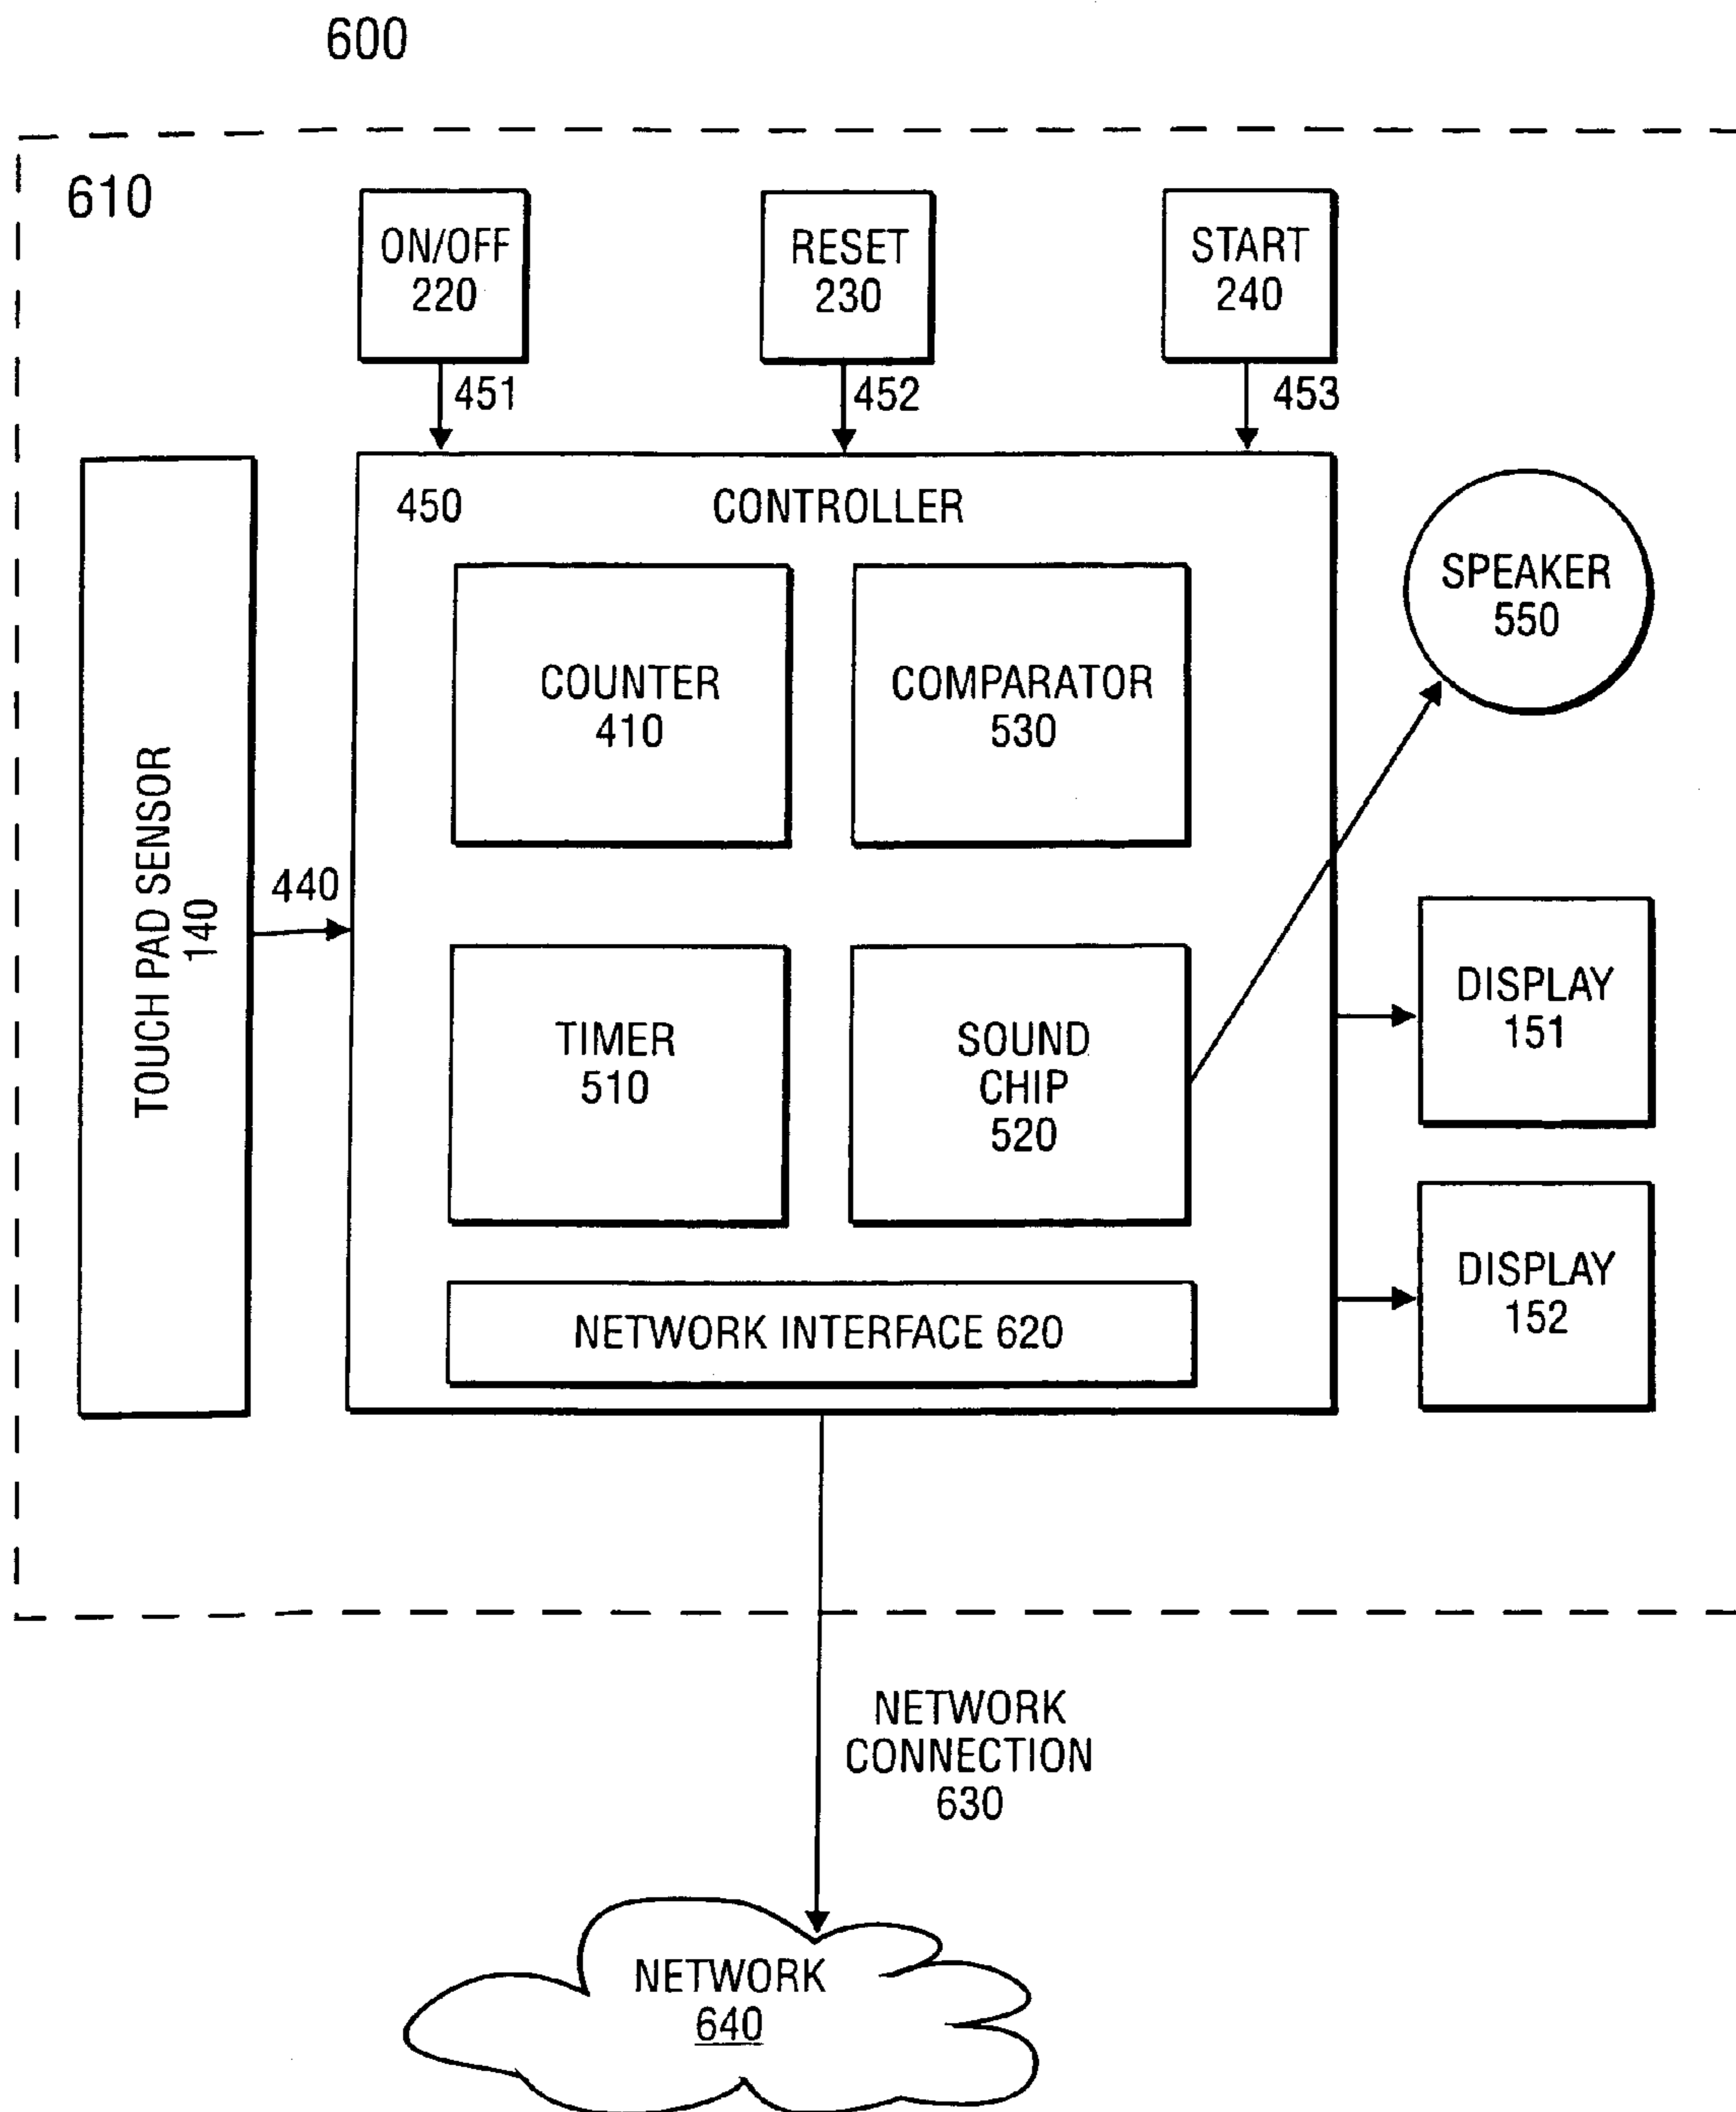 600
610
ON/OFF
220
RESET
230
START
240
451
452
453
450
CONTROLLER
COUNTER
410
COMPARATOR
530
SPEAKER
550
TOUCH PAD SENSOR
140
440
TIMER
510
SOUND
CHIP
520
DISPLAY
151
DISPLAY
152
NETWORK INTERFACE 620
NETWORK
CONNECTION
630
NETWORK
640